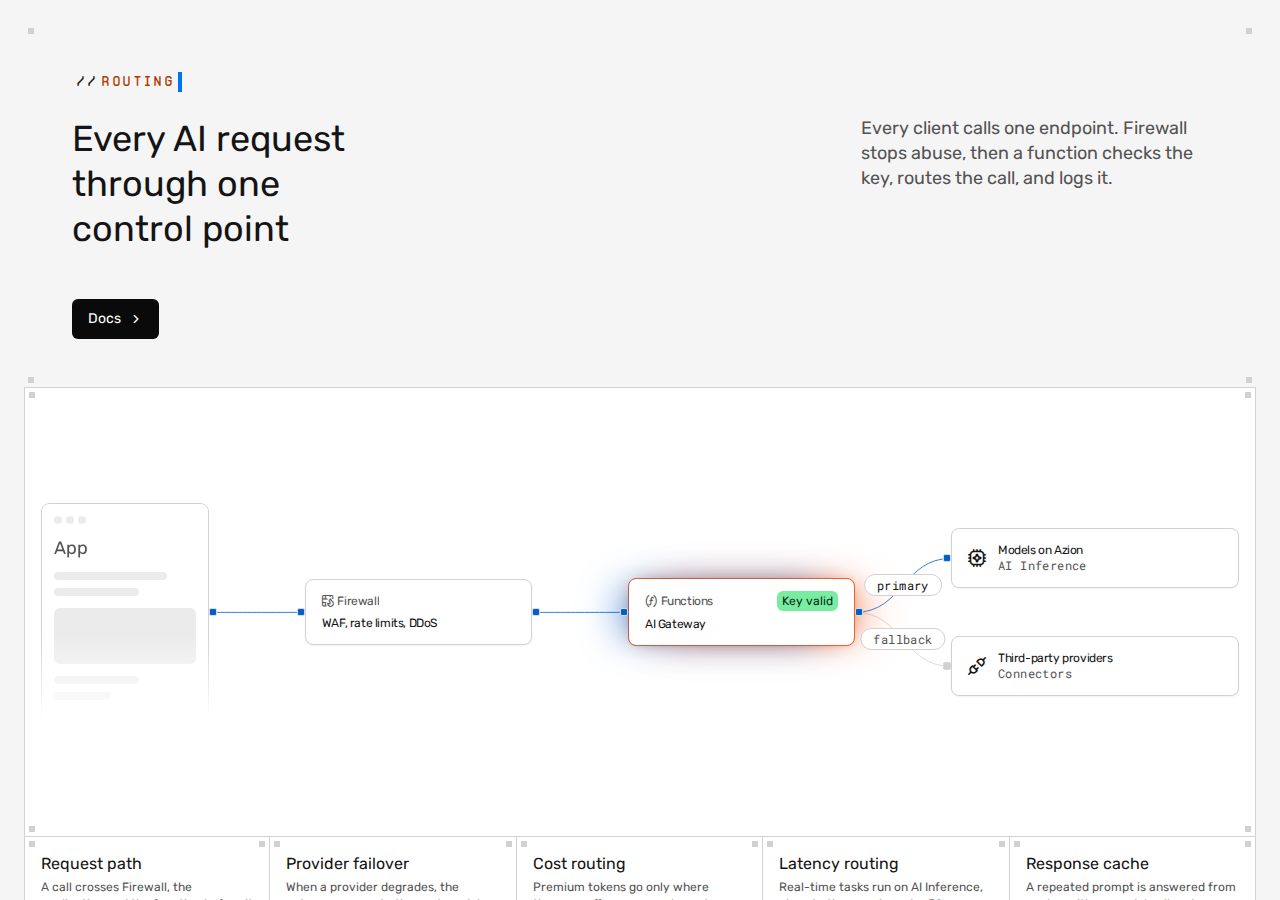 // ROUTING
Every AI request
through one
control point
Every client calls one endpoint. Firewall
stops abuse, then a function checks the
key, routes the call, and logs it.
Docs
App
Firewall
WAF, rate limits, DDoS
Functions
Key valid
AI Gateway
primary
fallback
Models on Azion
AI Inference
Third-party providers
Connectors
Request path
A call crosses Firewall, the
Provider failover
When a provider degrades, the
Cost routing
Premium tokens go only where
Latency routing
Real-time tasks run on AI Inference,
Response cache
A repeated prompt is answered from